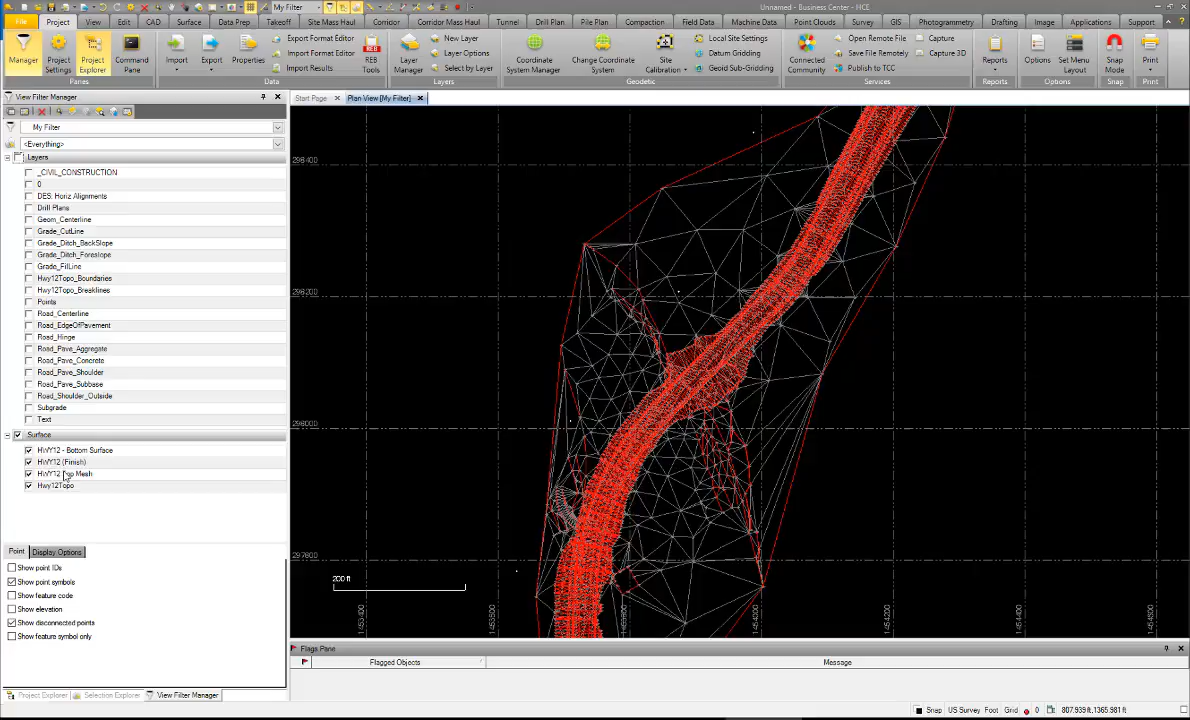 My Filter
Unnamed - Business Center - HCE
File Project View Edit CAD Surface Data Prep Takeoff Site Mass Haul Corridor Corridor Mass Haul Tunnel Drill Plan Pile Plan Compaction Field Data Machine Data Point Clouds Survey GIS Photogrammetry Drafting Image Applications Support
Manager
Project Settings
Project Explorer
Command Pane
Panes
Import
Export
Properties
Export Format Editor
Import Format Editor
Import Results
REB Tools
Data
Layer Manager
New Layer
Layer Options
Select by Layer
Layers
Coordinate System Manager
Change Coordinate System
Site Calibration
Local Site Settings
Datum Gridding
Geoid Sub-Gridding
Geodetic
Connected Community
Open Remote File
Save File Remotely
Publish to TCC
Capture
Capture 3D
Services
Reports
Reports
Options
Set Menu Layout
Options
Snap Mode
Snap
Print
Print
View Filter Manager
Start Page
Plan View [My Filter]
My Filter
<Everything>
Layers
_CIVIL_CONSTRUCTION
0
DES: Horiz Alignments
Drill Plans
Geom_Centerline
Grade_CutLine
Grade_Ditch_BackSlope
Grade_Ditch_Foreslope
Grade_FillLine
Hwy12Topo_Boundaries
Hwy12Topo_Breaklines
Points
Road_Centerline
Road_EdgeOfPavement
Road_Hinge
Road_Pave_Aggregate
Road_Pave_Concrete
Road_Pave_Shoulder
Road_Pave_Subbase
Road_Shoulder_Outside
Subgrade
Text
Surface
HWY12 - Bottom Surface
HWY12 (Finish)
HWY12 Top Mesh
Hwy12Topo
Point
Display Options
Show point IDs
Show point symbols
Show feature code
Show elevation
Show disconnected points
Show feature symbol only
Project Explorer
Selection Explorer
View Filter Manager
298400
298200
298000
297800
200 ft
1453400
1454200
1454400
Flags Pane
Flagged Objects
Message
Snap
US Survey
Foot
Grid
0
807.939 ft,1365.981 ft